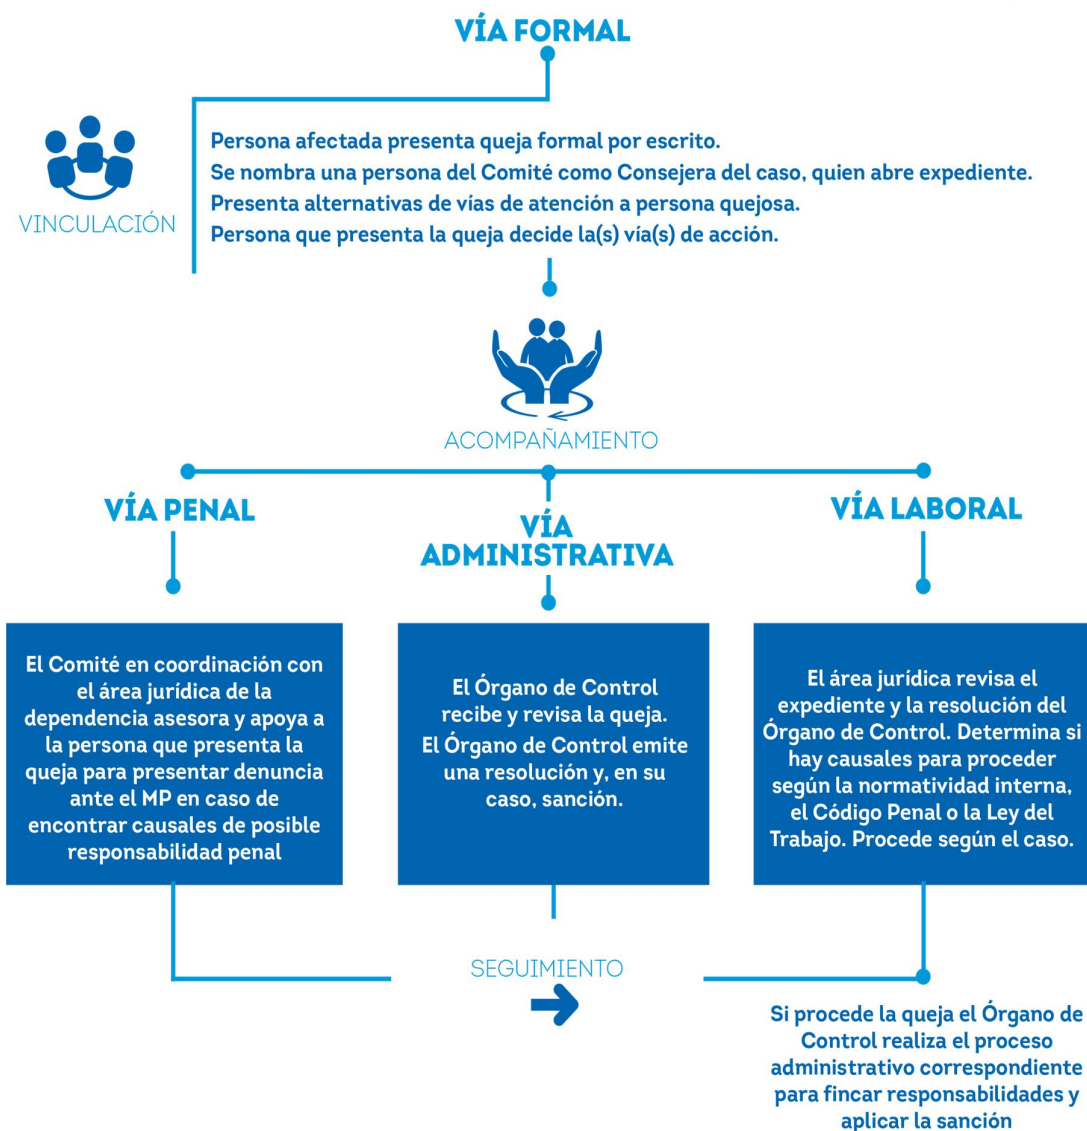 VÍA FORMAL
Persona afectada presenta queja formal por escrito.
Se nombra una persona del Comité como Consejera del caso, quien abre expediente.
Presenta alternativas de vías de atención a persona quejosa.
Persona que presenta la queja decide la(s) vía(s) de acción.
VINCULACIÓN
ACOMPAÑAMIENTO
VÍA PENAL
El Comité en coordinación con
el área jurídica de la
dependencia asesora y apoya a
la persona que presenta la
queja para presentar denuncia
ante el MP en caso de
encontrar causales de posible
responsabilidad penal
VÍA
ADMINISTRATIVA
El Órgano de Control
recibe y revisa la queja.
El Órgano de Control emite
una resolución y, en su
caso, sanción.
VÍA LABORAL
El área jurídica revisa el
expediente y la resolución del
Órgano de Control. Determina si
hay causales para proceder
según la normatividad interna,
el Código Penal o la Ley del
Trabajo. Procede según el caso.
SEGUIMIENTO
Si procede la queja el Órgano de
Control realiza el proceso
administrativo correspondiente
para fincar responsabilidades y
aplicar la sanción